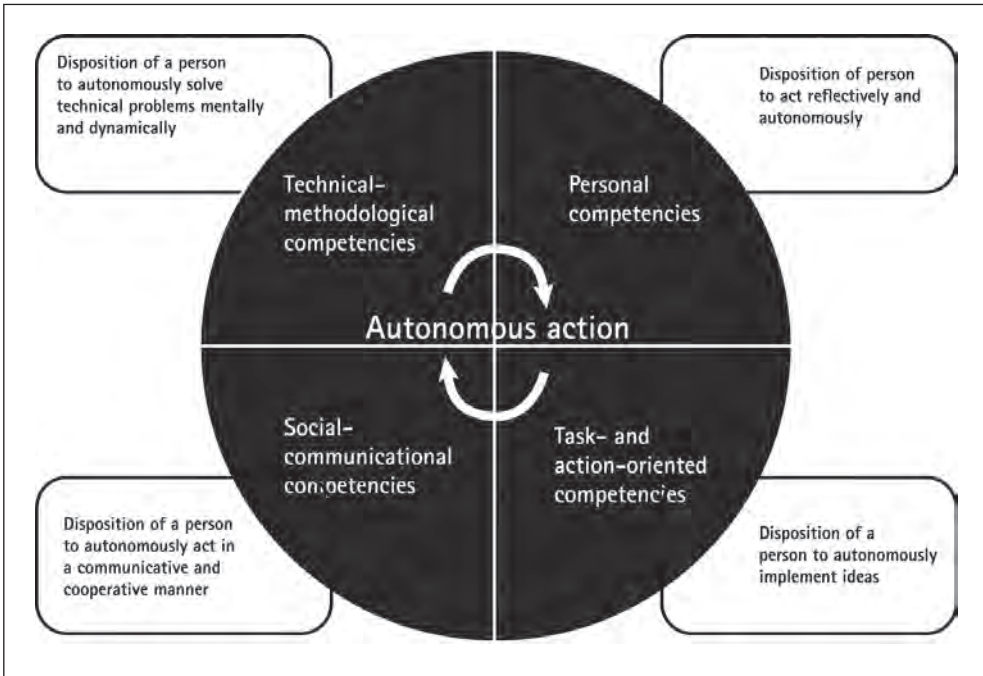 Disposition of a person
to autonomously solve
technical problems mentally
and dynamically
Disposition of person
to act reflectively and
autonomously
Technical-
methodological
competencies
Personal
competencies
Autonomous action
Social-
communicational
competencies
Task- and
action-oriented
competencies
Disposition of a person
to autonomously act in
a communicative and
cooperative manner
Disposition of a
person to autonomously
implement ideas